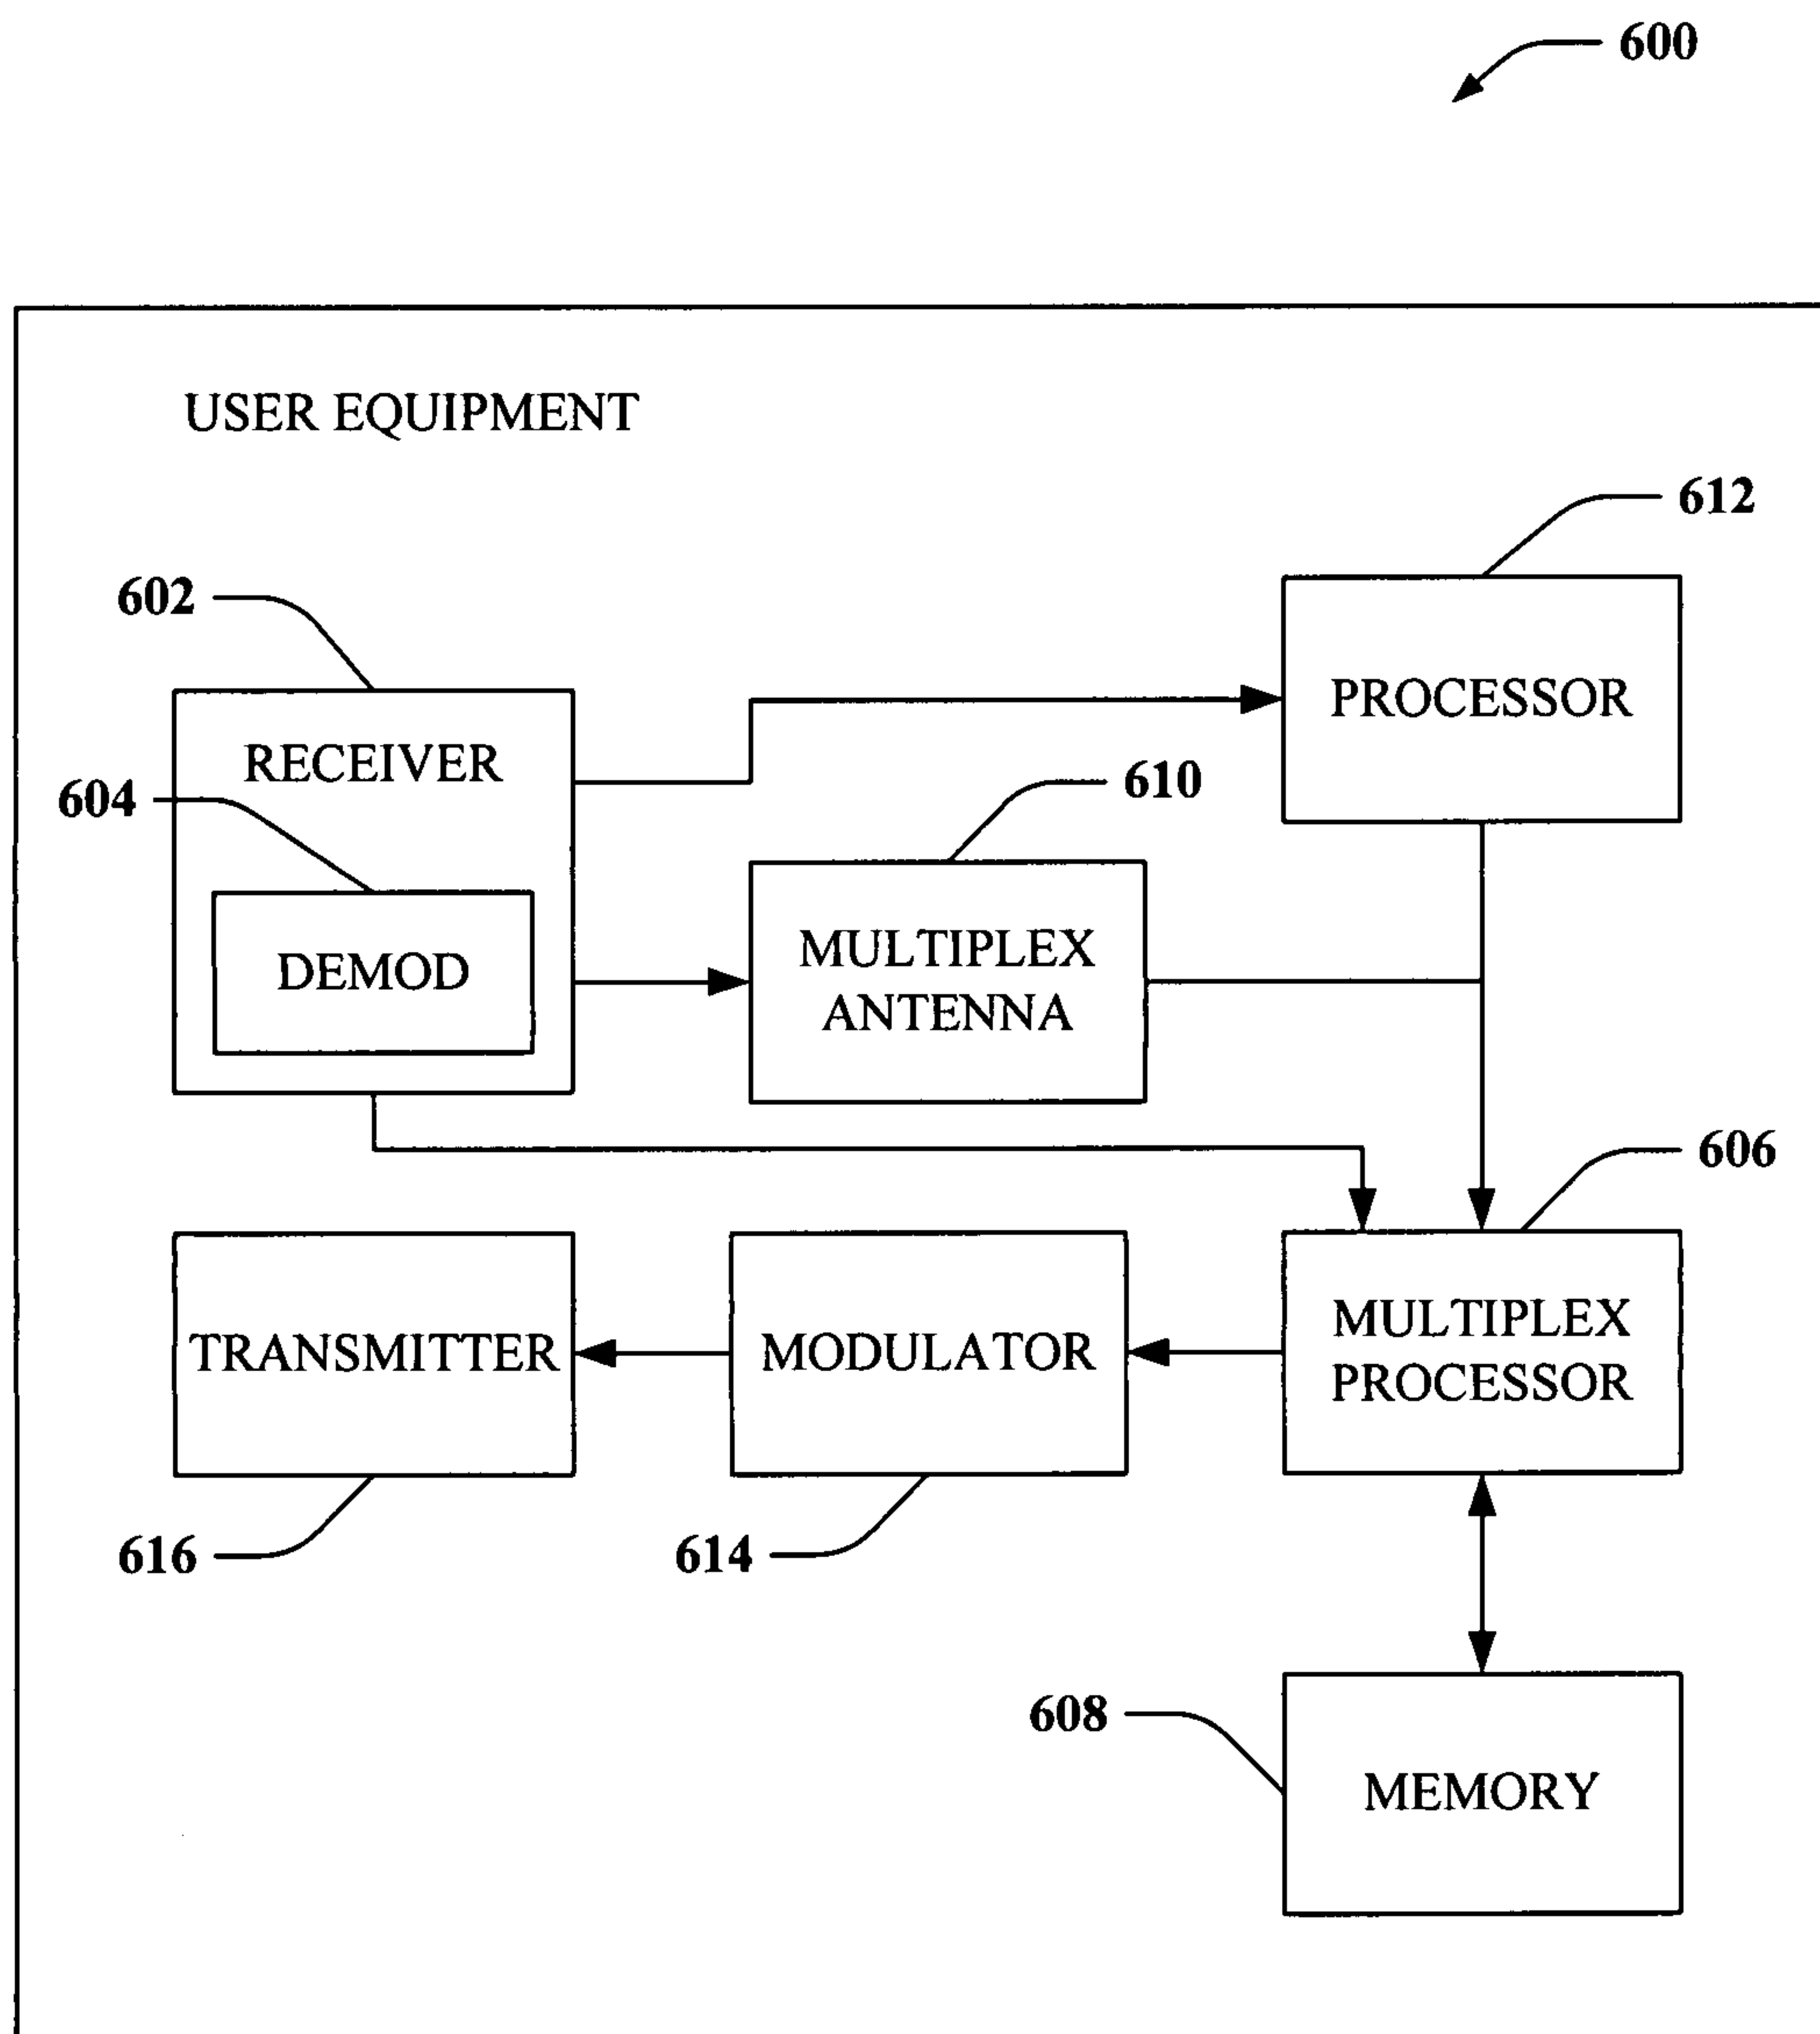 600
USER EQUIPMENT
612
602
PROCESSOR
RECEIVER
610
604
MULTIPLEX
ANTENNA
DEMOD
606
TRANSMITTER
MODULATOR
MULTIPLEX
PROCESSOR
616
614
608
MEMORY